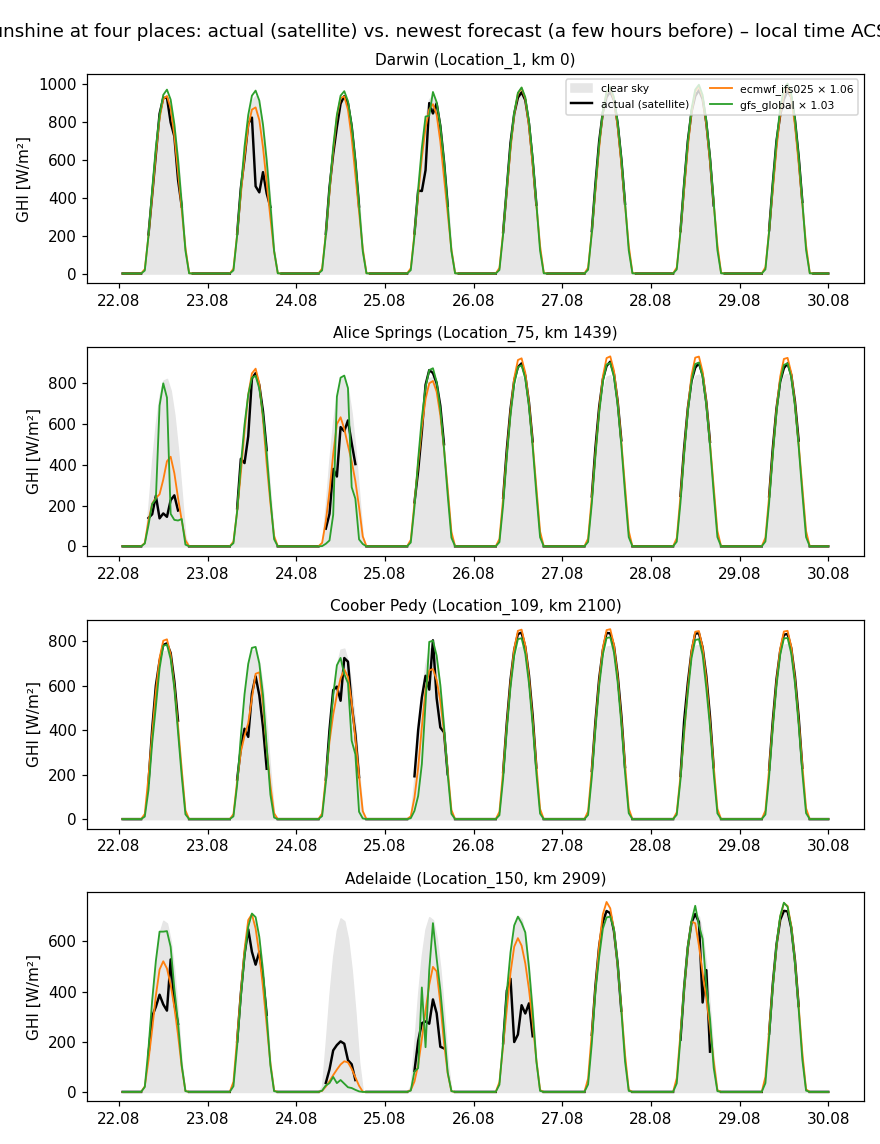 nshine at four places: actual (satellite) vs. newest forecast (a few hours before) – local time ACS
Darwin (Location_1, km 0)
clear sky
actual (satellite)
ecmwf_ifs025 × 1.06
gfs_global × 1.03
GHI [W/m²]
1000
800
600
400
200
0
22.08 23.08 24.08 25.08 26.08 27.08 28.08 29.08 30.08
Alice Springs (Location_75, km 1439)
GHI [W/m²]
800
600
400
200
0
22.08 23.08 24.08 25.08 26.08 27.08 28.08 29.08 30.08
Coober Pedy (Location_109, km 2100)
GHI [W/m²]
800
600
400
200
0
22.08 23.08 24.08 25.08 26.08 27.08 28.08 29.08 30.08
Adelaide (Location_150, km 2909)
GHI [W/m²]
600
400
200
0
22.08 23.08 24.08 25.08 26.08 27.08 28.08 29.08 30.08